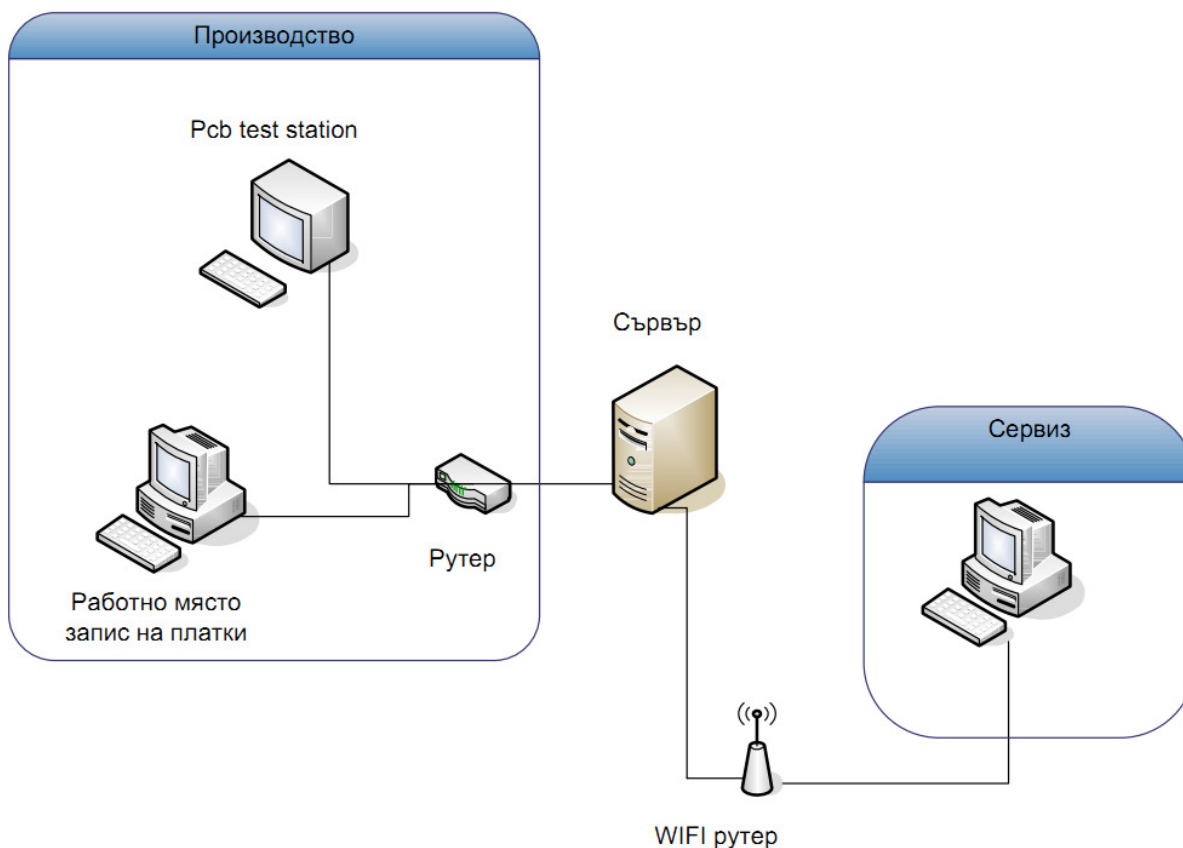 Производство
Pcb test station
Сървър
Сервиз
Рутер
Работно място
запис на платки
WIFI рутер